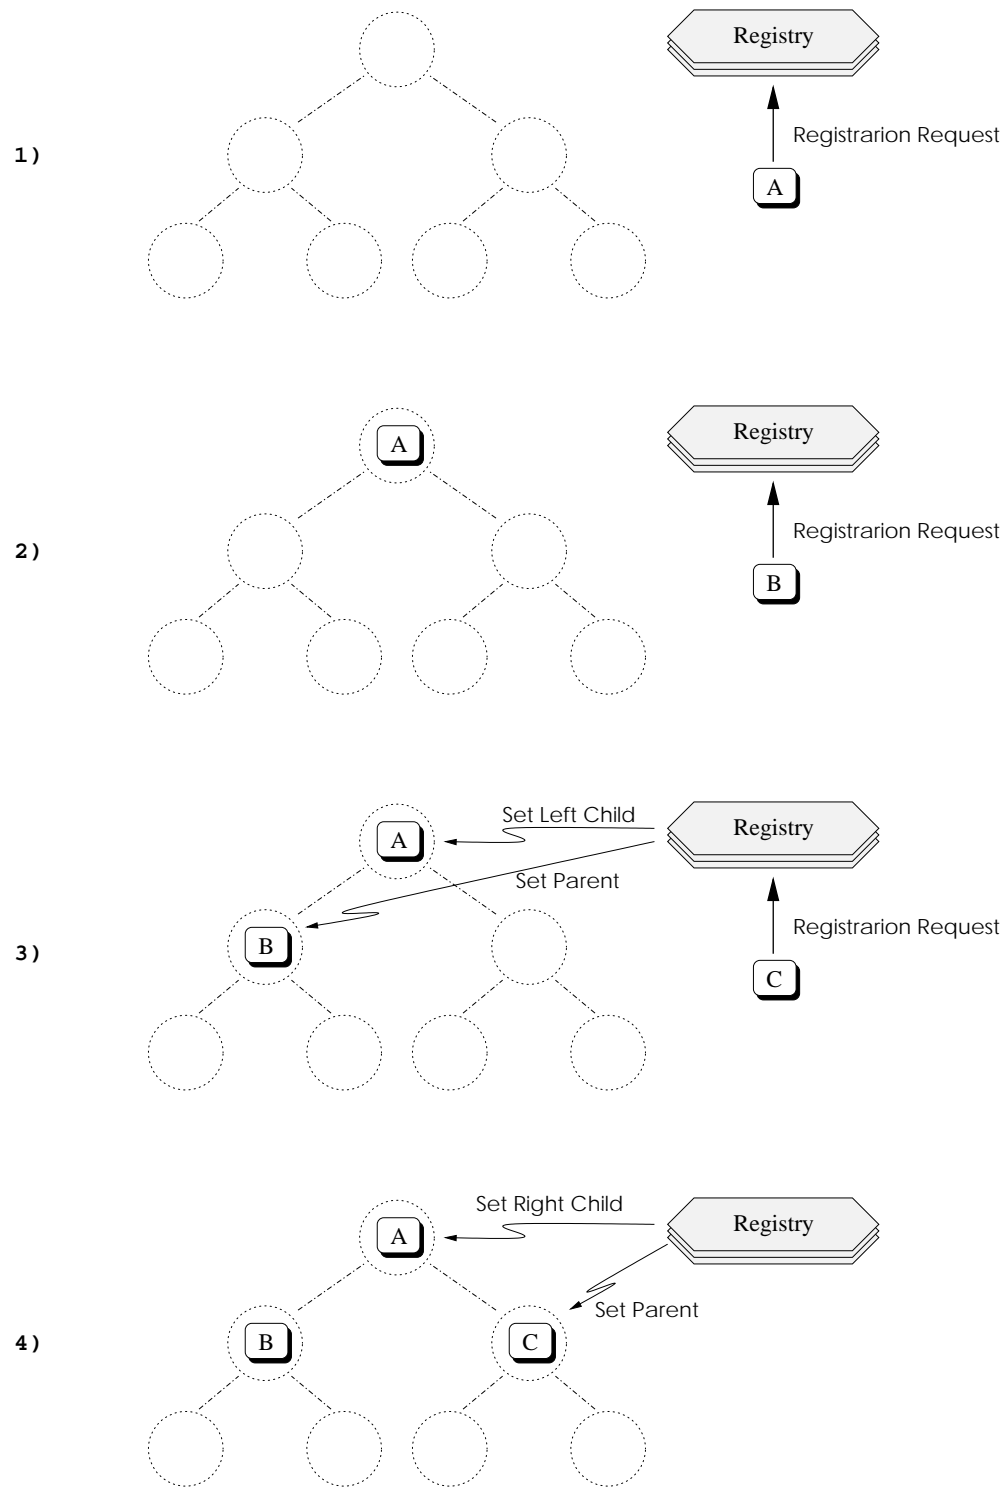 Registry
1)
Registrarion Request
A
A
Registry
2)
Registrarion Request
B
Set Left Child
A
Registry
Set Parent
3)
B
Registrarion Request
C
Set Right Child
A
Registry
Set Parent
4)
B
C